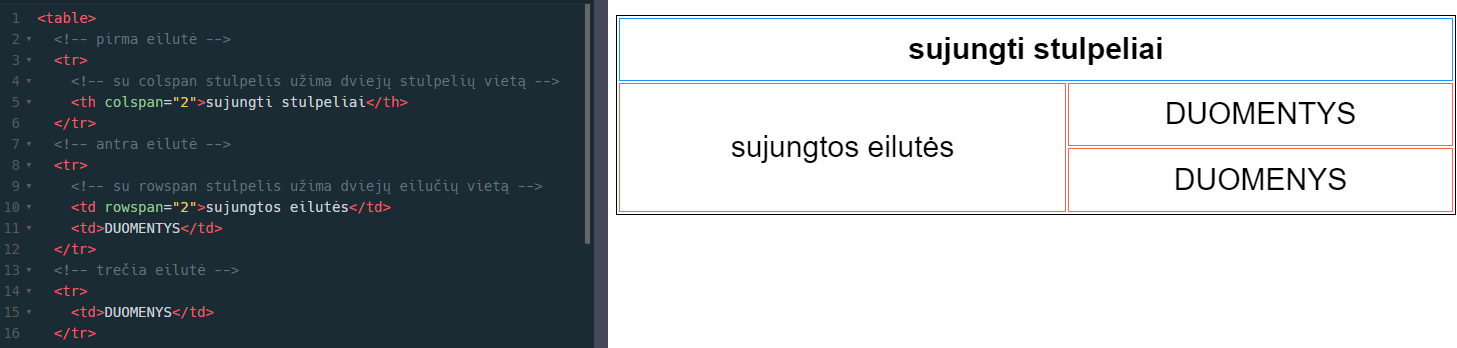 1 <table>
2 <!-- pirma eilutė -->
3 <tr>
4 <!-- su colspan stulpelis užima dviejų stulpelių vietą -->
5 <th colspan="2">sujungti stulpeliai</th>
6 </tr>
7 <!-- antra eilutė -->
8 <tr>
9 <!-- su rowspan stulpelis užima dviejų eilučių vietą -->
10 <td rowspan="2">sujungtos eilutės</td>
11 <td>DUOMENTYS</td>
12 </tr>
13 <!-- trečia eilutė -->
14 <tr>
15 <td>DUOMENYS</td>
16 </tr>
sujungti stulpeliai
sujungtos eilutės
DUOMENTYS
DUOMENYS